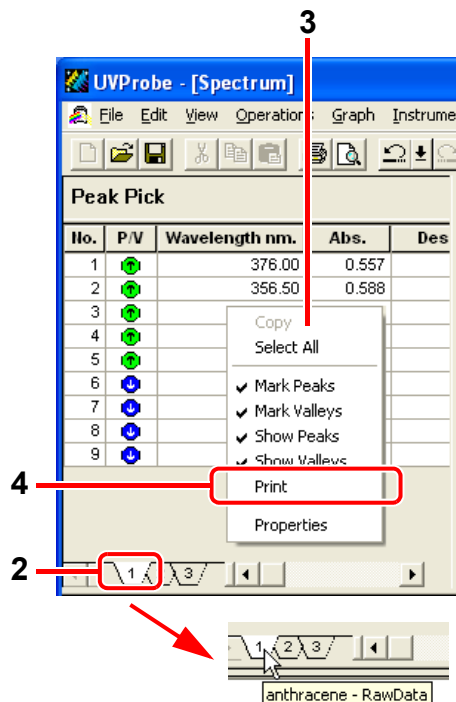 3
UVProbe - [Spectrum]
File Edit View Operations Graph Instrume
Peak Pick
No. P/V Wavelength nm. Abs. Des
1 376.00 0.557
2 356.50 0.588
3
4
5
6
7
8
9
Copy
Select All
Mark Peaks
Mark Valleys
Show Peaks
Show Valleys
Print
Properties
4
2
1 3
1 2 3
anthracene - RawData